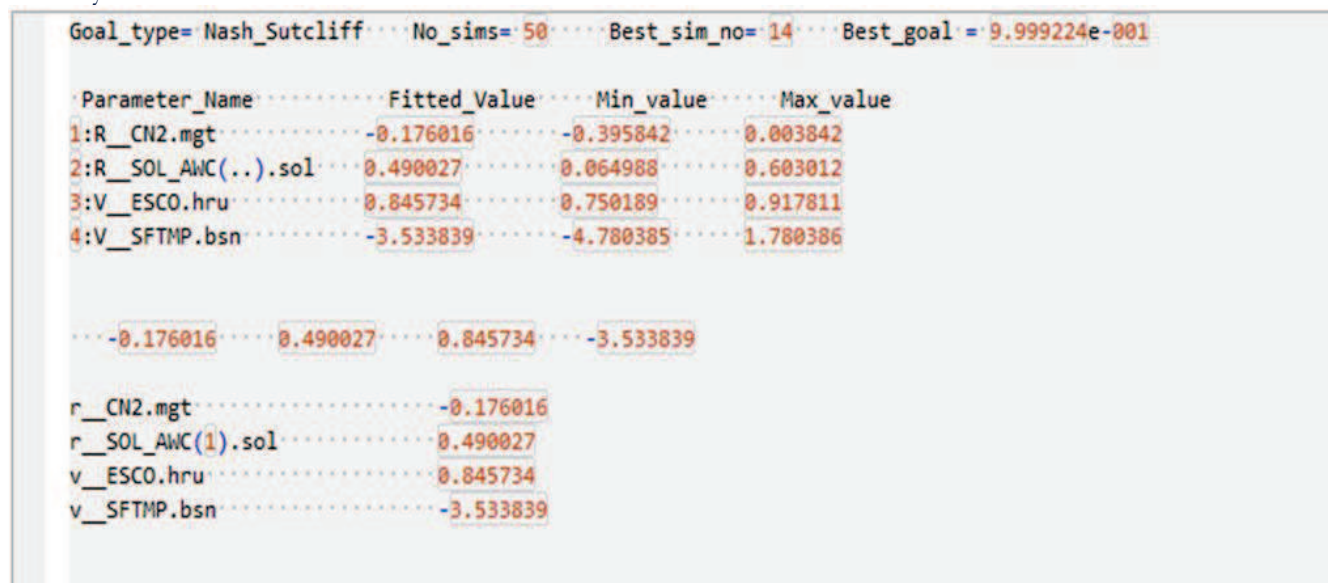 Goal_type= Nash_Sutcliff No_sims= 50 Best_sim_no= 14 Best_goal = 9.999224e-001
Parameter_Name Fitted_Value Min_value Max_value
1:R__CN2.mgt -0.176016 -0.395842 0.003842
2:R__SOL_AWC(..).sol 0.490027 0.064988 0.603012
3:V__ESCO.hru 0.845734 0.750189 0.917811
4:V__SFTMP.bsn -3.533839 -4.780385 1.780386
-0.176016 0.490027 0.845734 -3.533839
r__CN2.mgt -0.176016
r__SOL_AWC(1).sol 0.490027
v__ESCO.hru 0.845734
v__SFTMP.bsn -3.533839